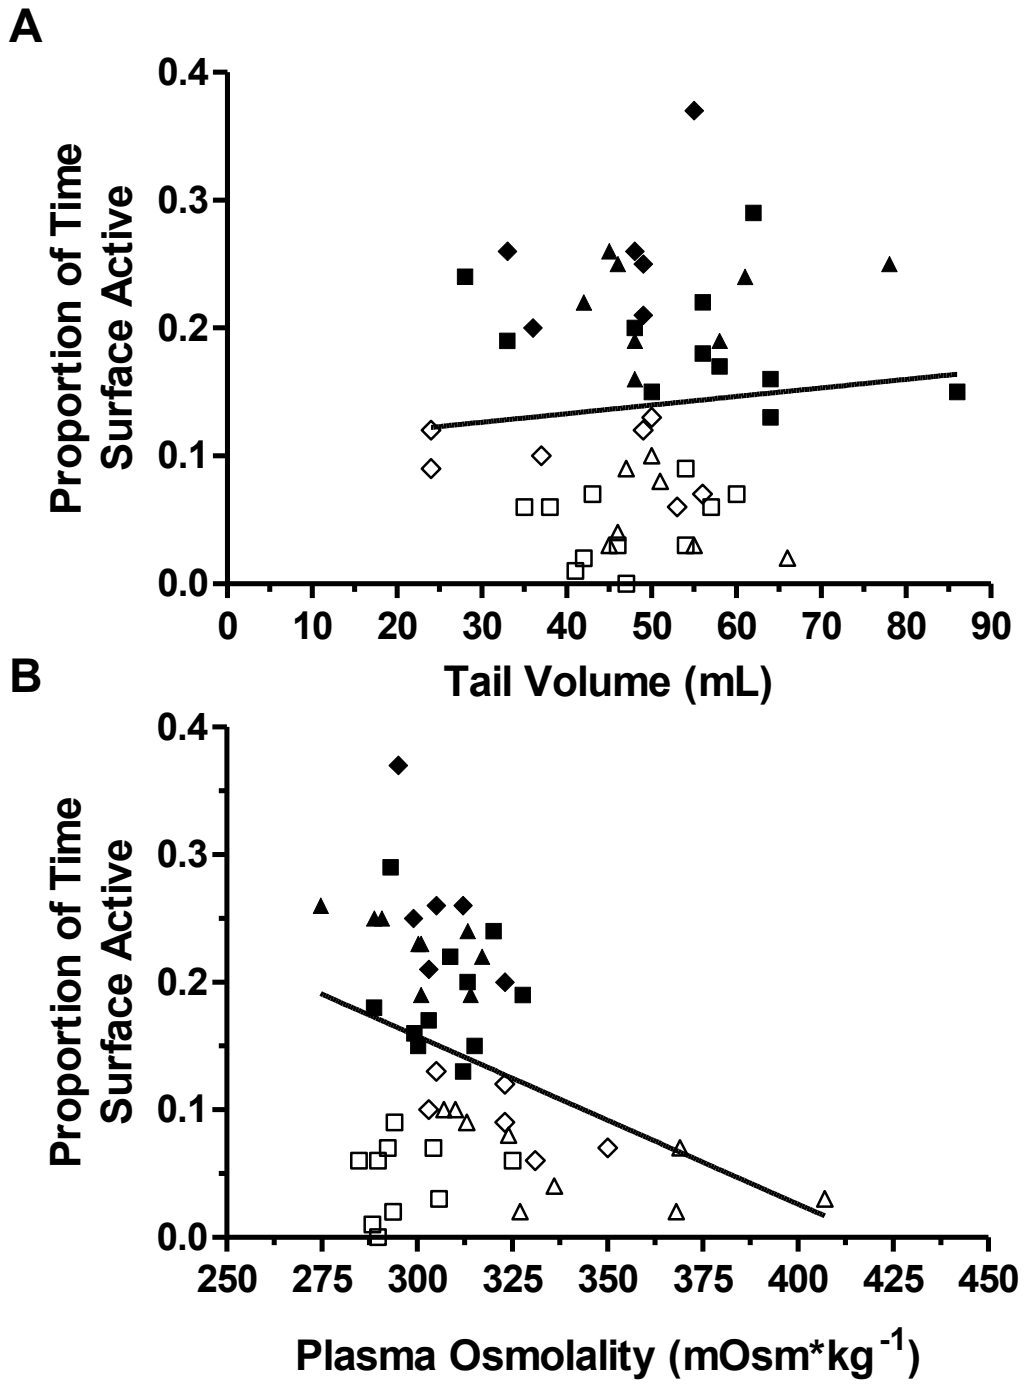 A
Proportion of Time
Surface Active
0.4
0.3
0.2
0.1
0.0
0 10 20 30 40 50 60 70 80 90
Tail Volume (mL)
B
Proportion of Time
Surface Active
0.4
0.3
0.2
0.1
0.0
250 275 300 325 350 375 400 425 450
Plasma Osmolality (mOsm*kg⁻¹)